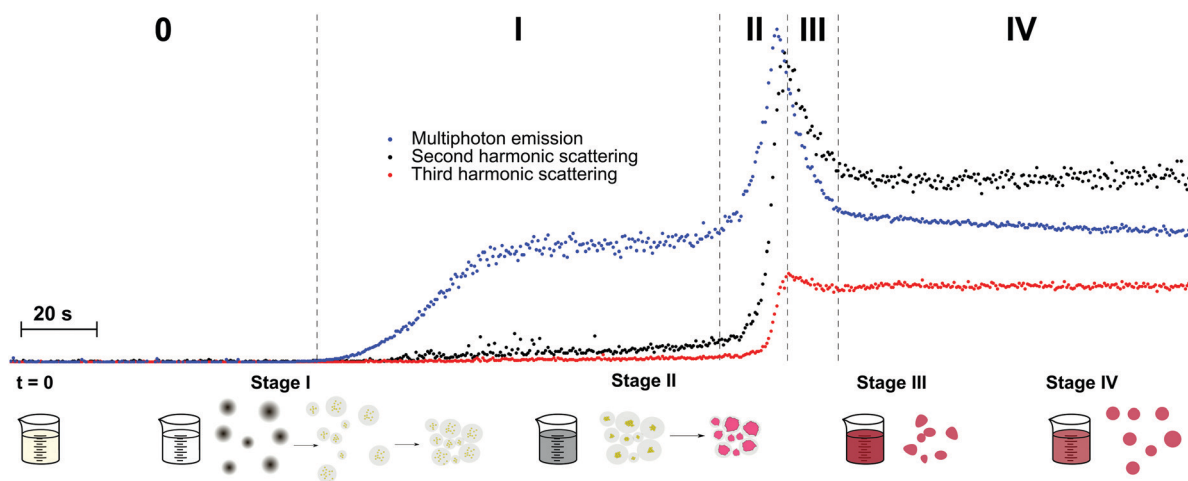 0
I
II
III
IV
Multiphoton emission
Second harmonic scattering
Third harmonic scattering
20 s
t = 0
Stage I
Stage II
Stage III
Stage IV